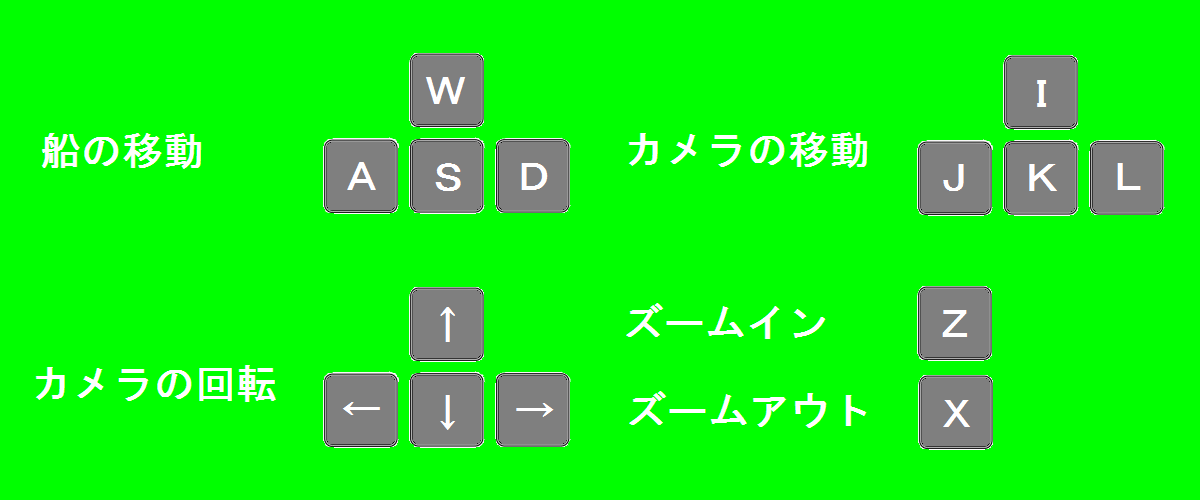 W
船の移動 A S D
I
カメラの移動 J K L
↑
カメラの回転 ← ↓ →
ズームイン Z
ズームアウト X